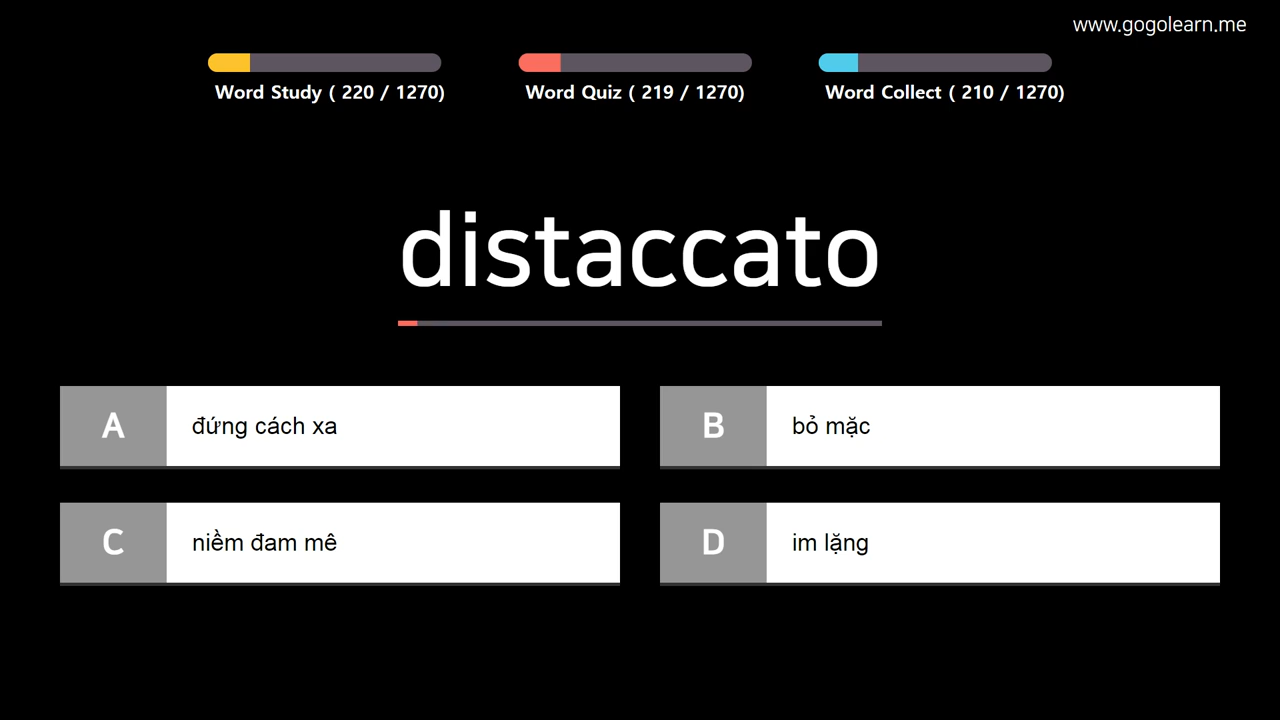 www.gogolearn.me
Word Study ( 220 / 1270)
Word Quiz ( 219 / 1270)
Word Collect ( 210 / 1270)
distaccato
A đứng cách xa
B bỏ mặc
C niềm đam mê
D im lặng